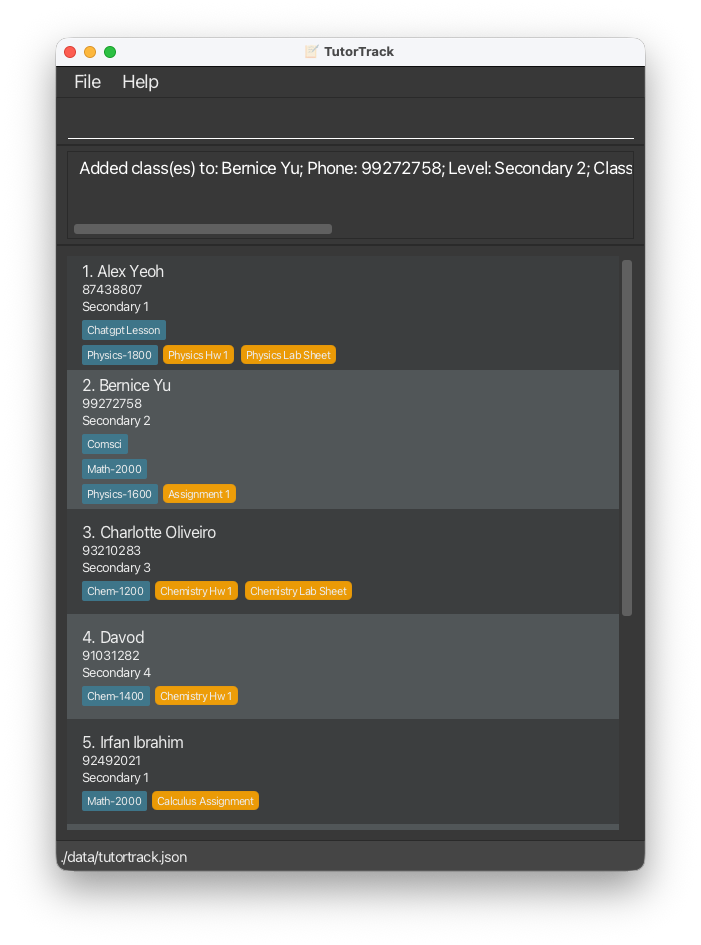 TutorTrack
File Help
Added class(es) to: Bernice Yu; Phone: 99272758; Level: Secondary 2; Class
1. Alex Yeoh
87438807
Secondary 1
Chatgpt Lesson
Physics-1800 Physics Hw 1 Physics Lab Sheet
2. Bernice Yu
99272758
Secondary 2
Comsci
Math-2000
Physics-1600 Assignment 1
3. Charlotte Oliveiro
93210283
Secondary 3
Chem-1200 Chemistry Hw 1 Chemistry Lab Sheet
4. Davod
91031282
Secondary 4
Chem-1400 Chemistry Hw 1
5. Irfan Ibrahim
92492021
Secondary 1
Math-2000 Calculus Assignment
./data/tutortrack.json